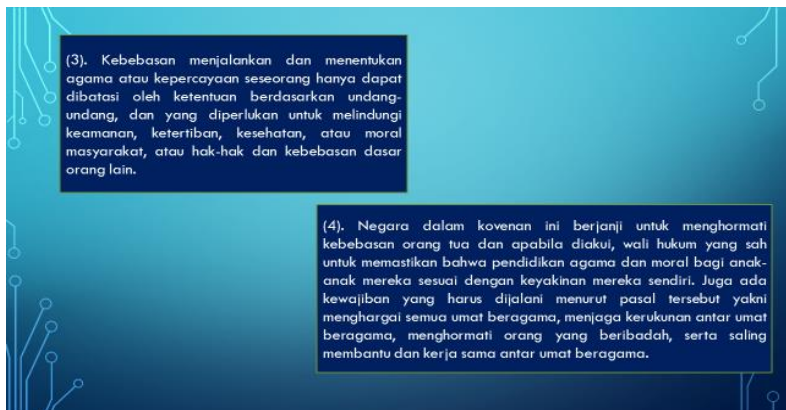 (3). Kebebasan menjalankan dan menentukan
agama atau kepercayaan seseorang hanya dapat
dibatasi oleh ketentuan berdasarkan undang-
undang, dan yang diperlukan untuk melindungi
keamanan, ketertiban, kesehatan, atau moral
masyarakat, atau hak-hak dan kebebasan dasar
orang lain.
(4). Negara dalam kovenan ini berjanji untuk menghormati
kebebasan orang tua dan apabila diakui, wali hukum yang sah
untuk memastikan bahwa pendidikan agama dan moral bagi anak-
anak mereka sesuai dengan keyakinan mereka sendiri. Juga ada
kewajiban yang harus dijalani menurut pasal tersebut yakni
menghargai semua umat beragama, menjaga kerukunan antar umat
beragama, menghormati orang yang beribadah, serta saling
membantu dan kerja sama antar umat beragama.